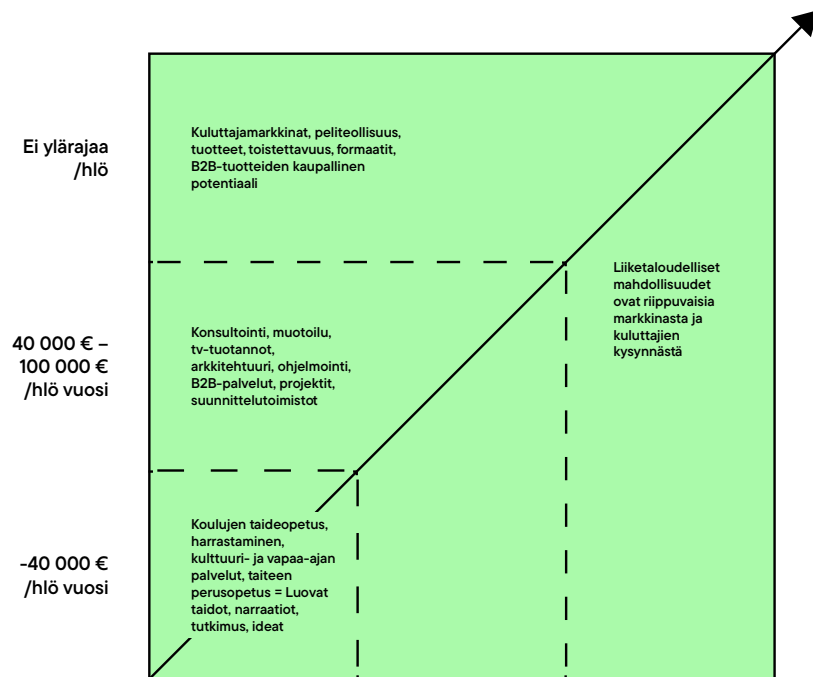 Ei ylärajaa
/hlö
Kuluttajamarkkinat, peliteollisuus,
tuotteet, toistettavuus, formaatit,
B2B-tuotteiden kaupallinen
potentiaali
Liiketaloudelliset
mahdollisuudet
ovat riippuvaisia
markkinasta ja
kuluttajien
kysynnästä
40 000 € –
100 000 €
/hlö vuosi
Konsultointi, muotoilu,
tv-tuotannot,
arkkitehtuuri, ohjelmointi,
B2B-palvelut, projektit,
suunnittelutoimistot
-40 000 €
/hlö vuosi
Koulujen taideopetus,
harrastaminen,
kulttuuri- ja vapaa-ajan
palvelut, taiteen
perusopetus = Luovat
taidot, narraatiot,
tutkimus, ideat